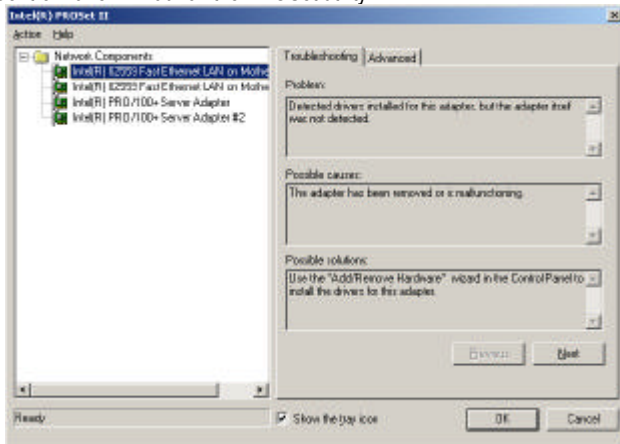 Intel(R) PROSet II
Action Help
Network Components
Intel(R) 82559 Fast Ethernet LAN on Mothe
Intel(R) 82559 Fast Ethernet LAN on Mothe
Intel(R) PRO/100+ Server Adapter
Intel(R) PRO/100+ Server Adapter #2
Troubleshooting Advanced
Problem:
Detected drivers installed for this adapter, but the adapter itself
was not detected.
Possible causes:
The adapter has been removed or is malfunctioning.
Possible solutions:
Use the "Add/Remove Hardware" wizard in the Control Panel to
install the drivers for this adapter.
Previous Next
Ready
Show the tray icon
OK Cancel